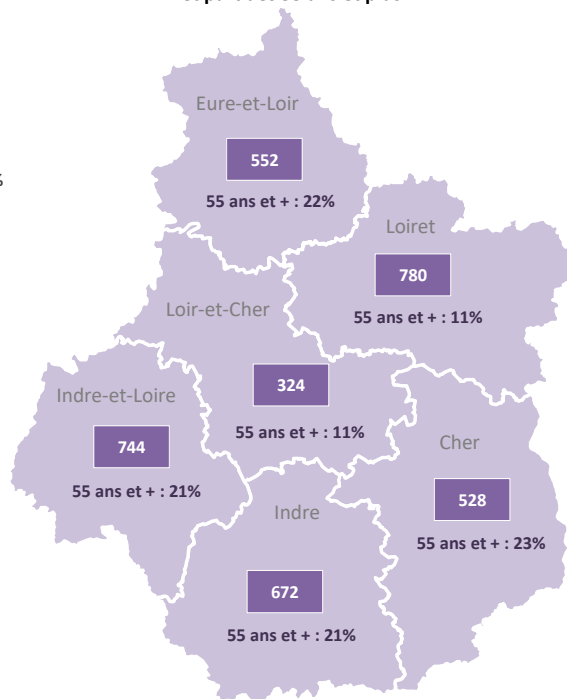 Eure-et-Loir
552
%
55 ans et + : 22%
Loiret
780
55 ans et + : 11%
Loir-et-Cher
324
55 ans et + : 11%
Indre-et-Loire
744
55 ans et + : 21%
Cher
528
55 ans et + : 23%
Indre
672
55 ans et + : 21%